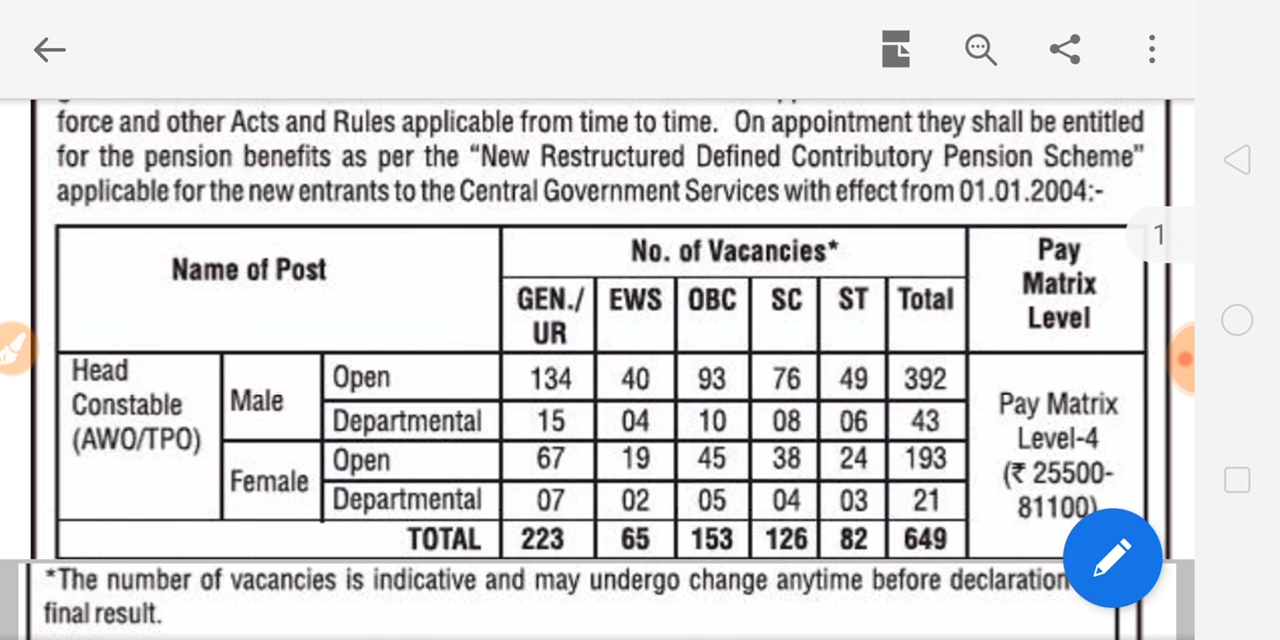 force and other Acts and Rules applicable from time to time. On appointment they shall be entitled
for the pension benefits as per the “New Restructured Defined Contributory Pension Scheme”
applicable for the new entrants to the Central Government Services with effect from 01.01.2004:-
1
Name of Post No. of Vacancies* Pay Matrix Level
GEN./ UR EWS OBC SC ST Total
Head Constable (AWO/TPO) Male Open 134 40 93 76 49 392 Pay Matrix Level-4 (₹ 25500-81100)
Departmental 15 04 10 08 06 43
Female Open 67 19 45 38 24 193
Departmental 07 02 05 04 03 21
TOTAL 223 65 153 126 82 649
*The number of vacancies is indicative and may undergo change anytime before declaration
final result.